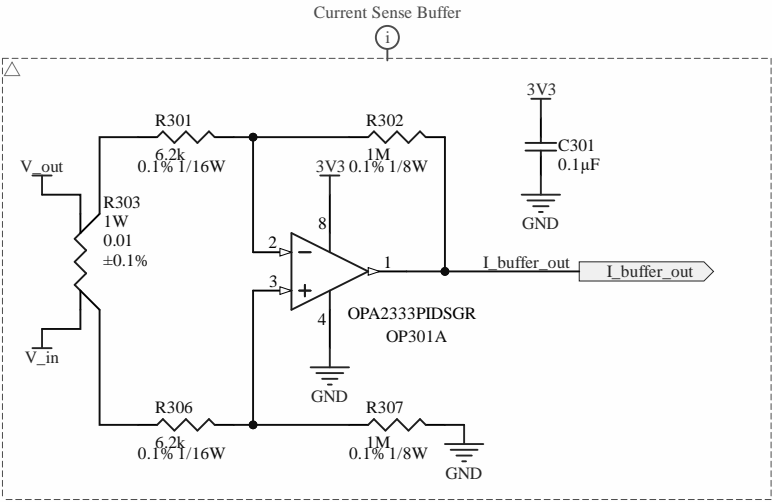 Current Sense Buffer
i
3V3
R301
R302
C301
0.1µF
6.2k
0.1% 1/16W
1M
0.1% 1/8W
V_out
3V3
R303
1W
0.01
±0.1%
GND
8
2
3
1
4
I_buffer_out
I_buffer_out
OPA2333PIDSGR
OP301A
V_in
GND
R306
R307
6.2k
0.1% 1/16W
1M
0.1% 1/8W
GND